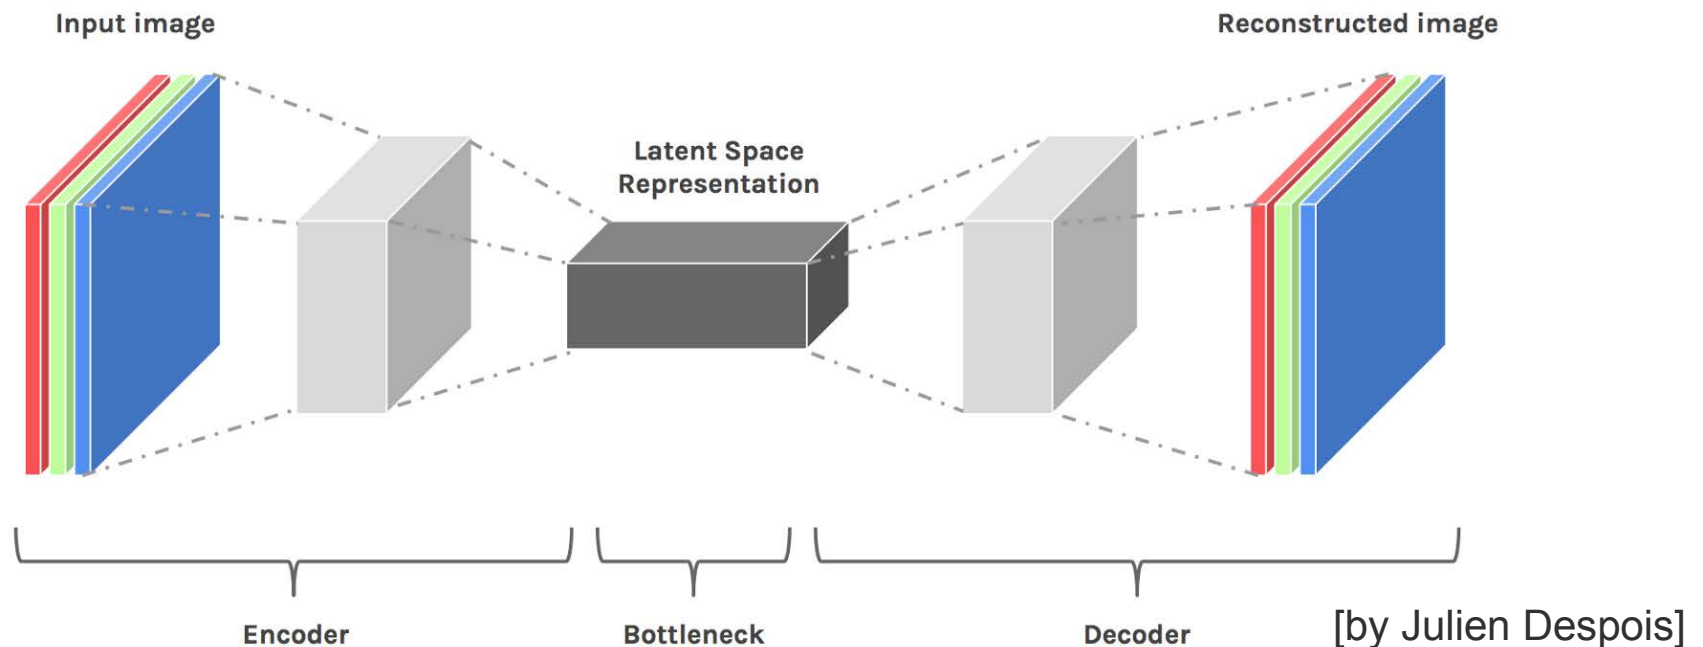 Input image
Reconstructed image
Latent Space
Representation
Encoder
Bottleneck
Decoder
[by Julien Despois]